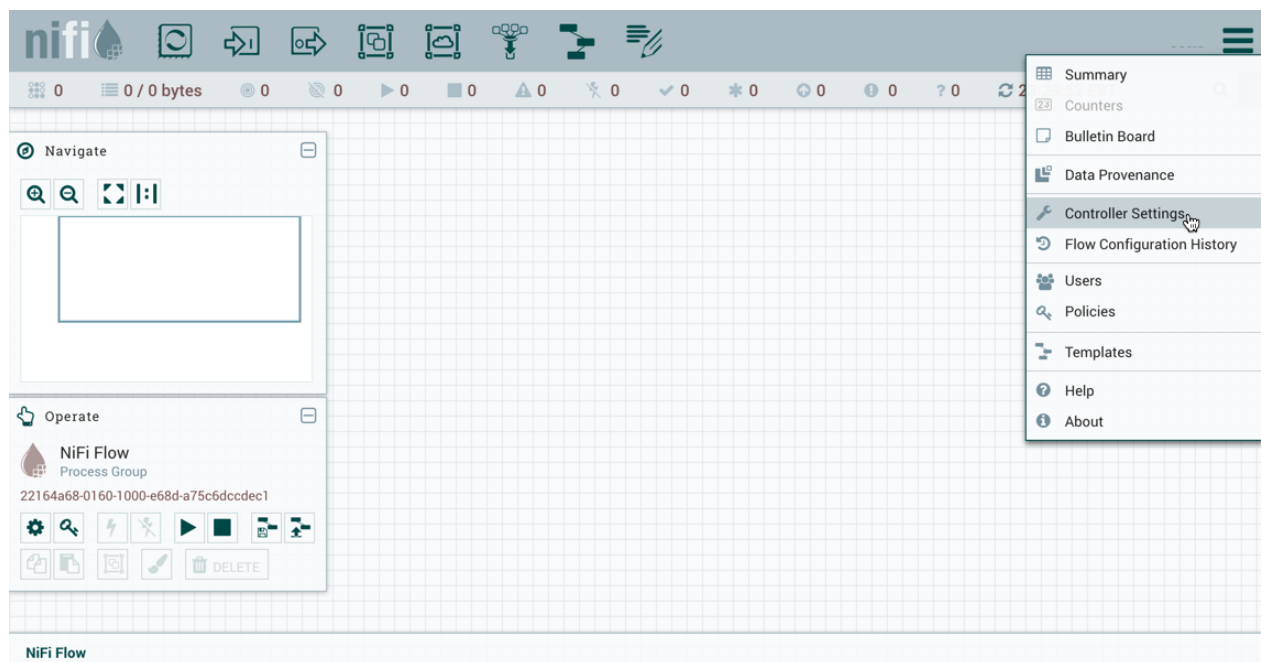 nifi
0 0 / 0 bytes 0 0 0 0 0 0 0 0 0 0 ? 0 2
Summary
23 Counters
Bulletin Board
Data Provenance
Controller Settings
Flow Configuration History
Users
Policies
Templates
Help
About
Navigate
Operate
NiFi Flow
Process Group
22164a68-0160-1000-e68d-a75c6dccdec1
DELETE
NiFi Flow